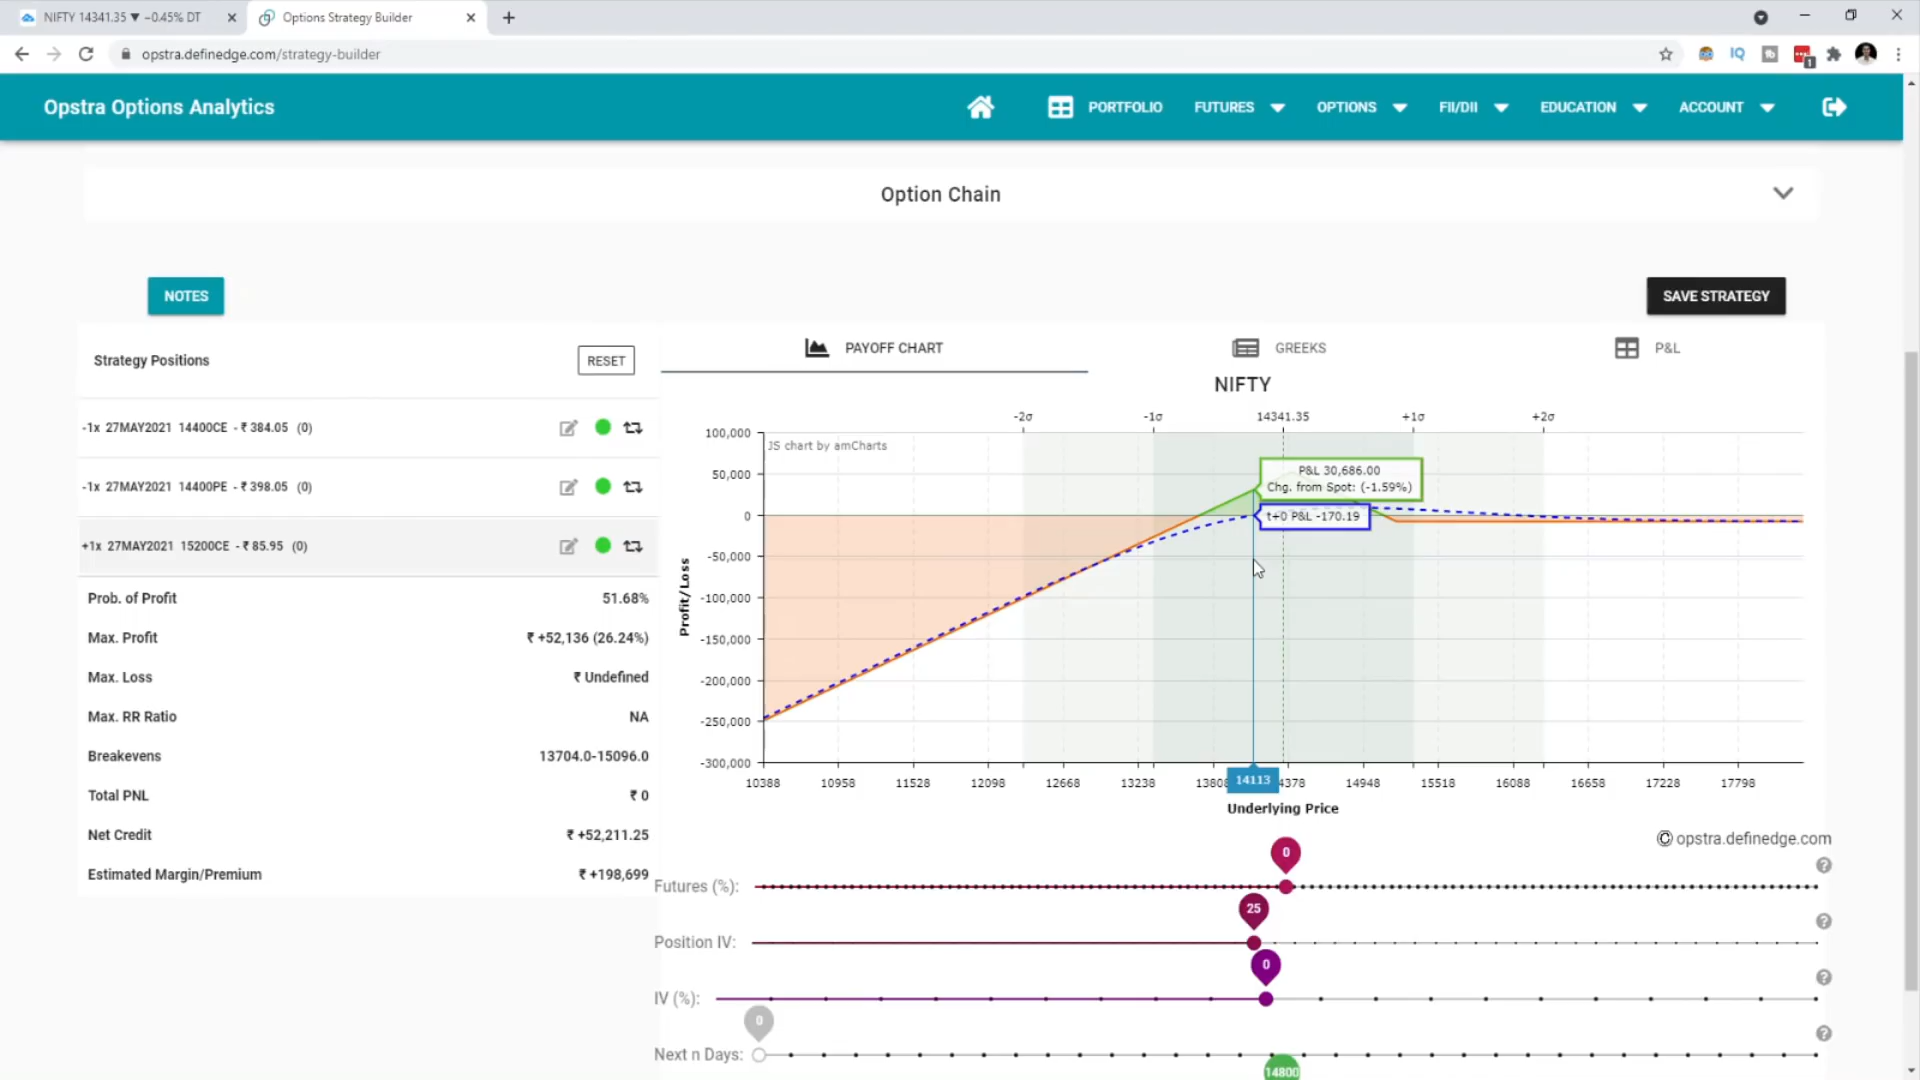 NIFTY 14341.35 ▼ −0.45% DT
Options Strategy Builder
opstra.definedge.com/strategy-builder
IQ
1
Opstra Options Analytics
PORTFOLIO
FUTURES
OPTIONS
FII/DII
EDUCATION
ACCOUNT
Option Chain
NOTES
SAVE STRATEGY
Strategy Positions
RESET
-1x 27MAY2021 14400CE - ₹ 384.05 (0)
-1x 27MAY2021 14400PE - ₹ 398.05 (0)
+1x 27MAY2021 15200CE - ₹ 85.95 (0)
Prob. of Profit 51.68%
Max. Profit ₹ +52,136 (26.24%)
Max. Loss ₹ Undefined
Max. RR Ratio NA
Breakevens 13704.0-15096.0
Total PNL ₹ 0
Net Credit ₹ +52,211.25
Estimated Margin/Premium ₹ +198,699
PAYOFF CHART
GREEKS
P&L
NIFTY
-2σ -1σ 14341.35 +1σ +2σ
JS chart by amCharts
100,000
50,000
0
-50,000
-100,000
-150,000
-200,000
-250,000
-300,000
Profit/Loss
P&L 30,686.00
Chg. from Spot: (-1.59%)
t+0 P&L -170.19
10388 10958 11528 12098 12668 13238 13808 14113 4378 14948 15518 16088 16658 17228 17798
Underlying Price
© opstra.definedge.com
0
Futures (%):
25
Position IV:
0
IV (%):
0
Next n Days:
14800